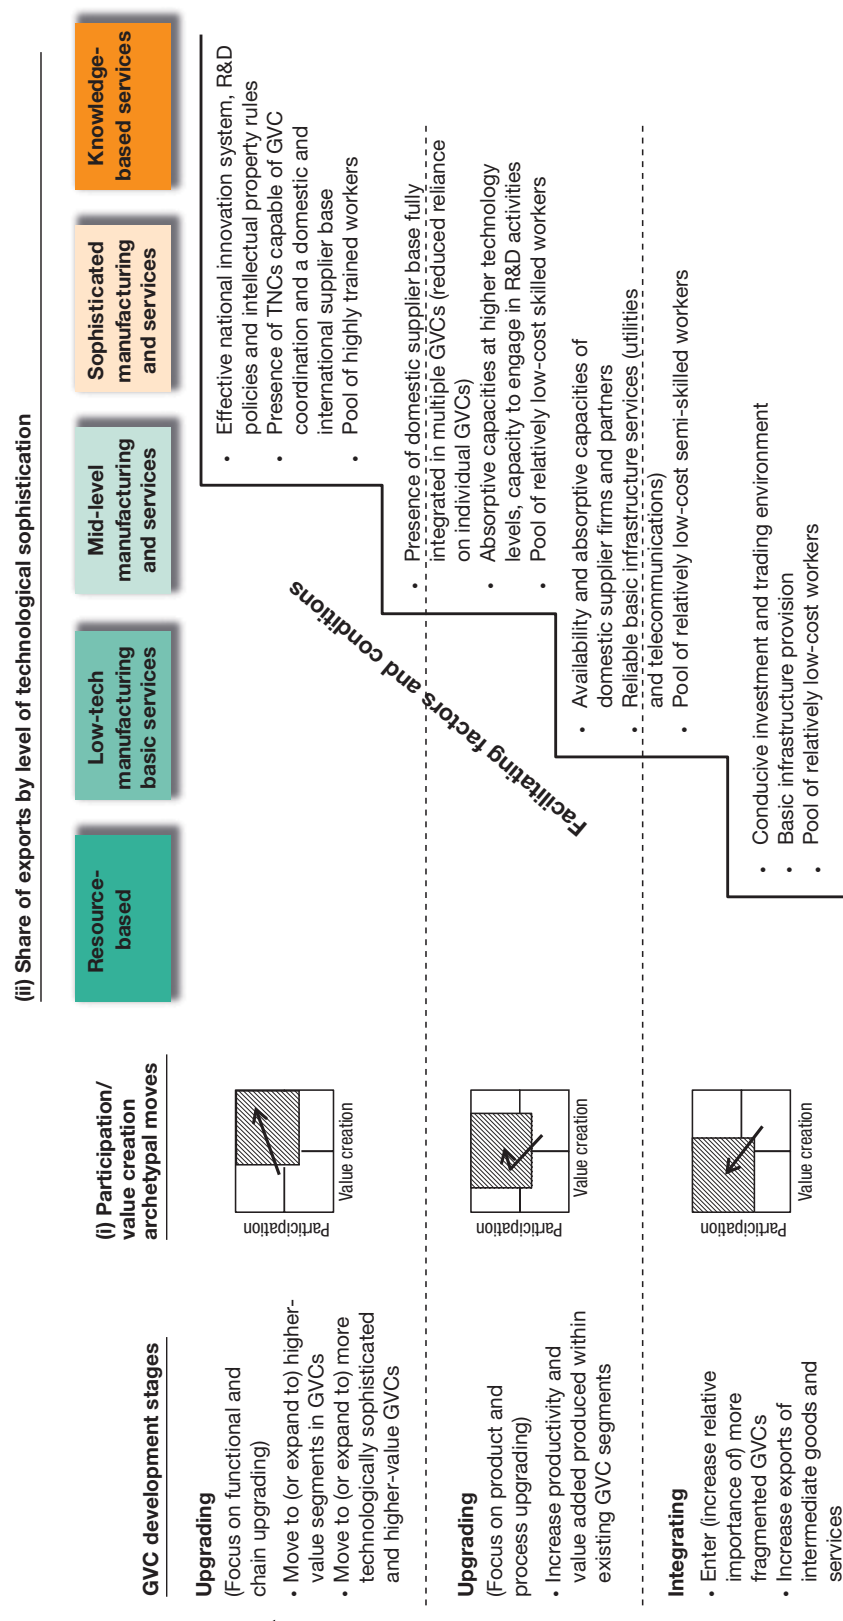 (ii) Share of exports by level of technological sophistication
GVC development stages
(i) Participation/
value creation
archetypal moves
Resource-
based
Low-tech
manufacturing
basic services
Mid-level
manufacturing
and services
Sophisticated
manufacturing
and services
Knowledge-
based services
Upgrading
(Focus on functional and
chain upgrading)
• Move to (or expand to) higher-
value segments in GVCs
• Move to (or expand to) more
technologically sophisticated
and higher-value GVCs
Participation
Value creation
• Effective national innovation system, R&D
policies and intellectual property rules
• Presence of TNCs capable of GVC
coordination and a domestic and
international supplier base
• Pool of highly trained workers
Facilitating factors and conditions
Upgrading
(Focus on product and
process upgrading)
• Increase productivity and
value added produced within
existing GVC segments
Participation
Value creation
• Presence of domestic supplier base fully
integrated in multiple GVCs (reduced reliance
on individual GVCs)
• Absorptive capacities at higher technology
levels, capacity to engage in R&D activities
• Pool of relatively low-cost skilled workers
• Availability and absorptive capacities of
domestic supplier firms and partners
• Reliable basic infrastructure services (utilities
and telecommunications)
• Pool of relatively low-cost semi-skilled workers
Integrating
• Enter (increase relative
importance of) more
fragmented GVCs
• Increase exports of
intermediate goods and
services
Participation
Value creation
• Conducive investment and trading environment
• Basic infrastructure provision
• Pool of relatively low-cost workers